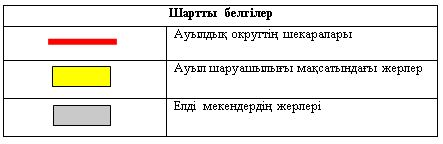 Шартты белгілер
Ауылдық округтің шекаралары
Ауыл шаруашылығы мақсатындағы жерлер
Елді мекендердің жерлері